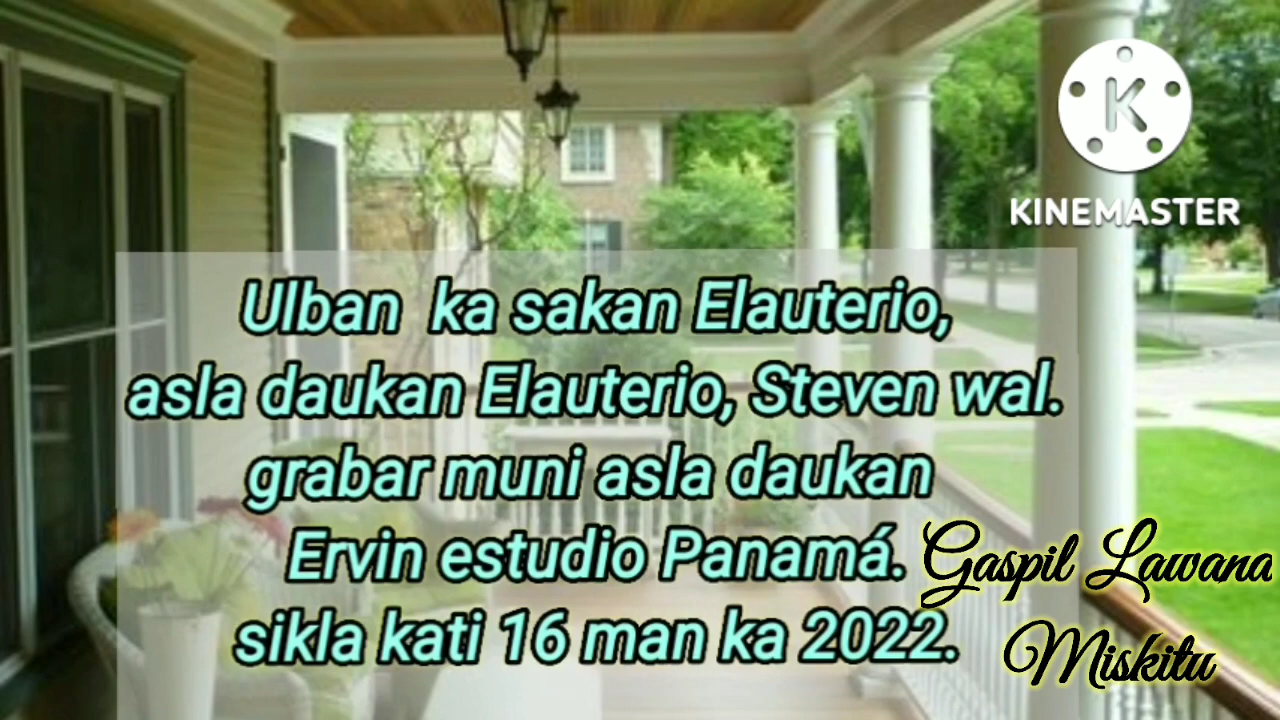 KINEMASTER
Ulban ka sakan Elauterio,
asla daukan Elauterio, Steven wal.
grabar muni asla daukan
Ervin estudio Panamá.
sikla kati 16 man ka 2022.
Gaspil Lawana
Miskitu